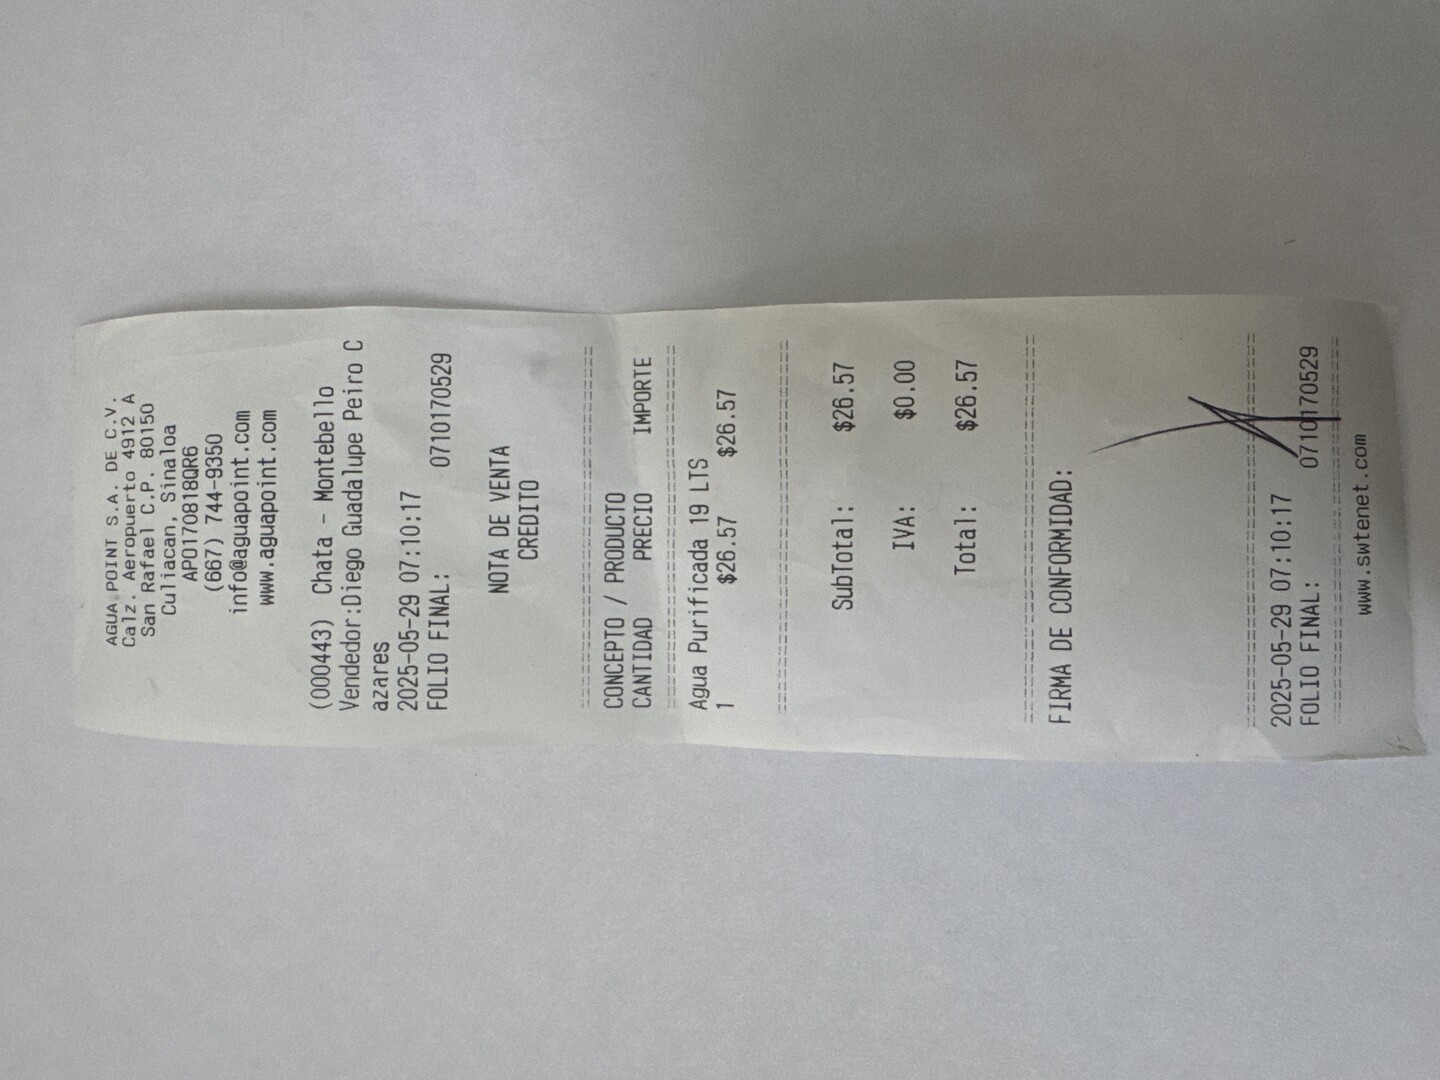 AGUA POINT S.A. DE C.V.
Calz. Aeropuerto 4912 A
San Rafael C.P. 80150
Culiacan, Sinaloa
APO170818QR6
(667) 744-9350
info@aguapoint.com
www.aguapoint.com
(000443) Chata - Montebello
Vendedor:Diego Guadalupe Peiro C
azares
2025-05-29 07:10:17
FOLIO FINAL: 0710170529
NOTA DE VENTA
CREDITO
================================
CONCEPTO / PRODUCTO
CANTIDAD PRECIO IMPORTE
================================
Agua Purificada 19 LTS
1 $26.57 $26.57
================================
SubTotal: $26.57
IVA: $0.00
Total: $26.57
================================
FIRMA DE CONFORMIDAD:
================================
2025-05-29 07:10:17
FOLIO FINAL: 0710170529
================================
www.swtenet.com